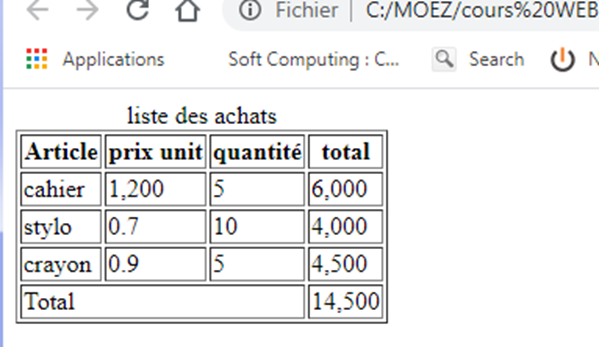 Fichier C:/MOEZ/cours%20WEB
Applications Soft Computing : C... Search
liste des achats
Article prix unit quantité total
cahier 1,200 5 6,000
stylo 0.7 10 4,000
crayon 0.9 5 4,500
Total 14,500